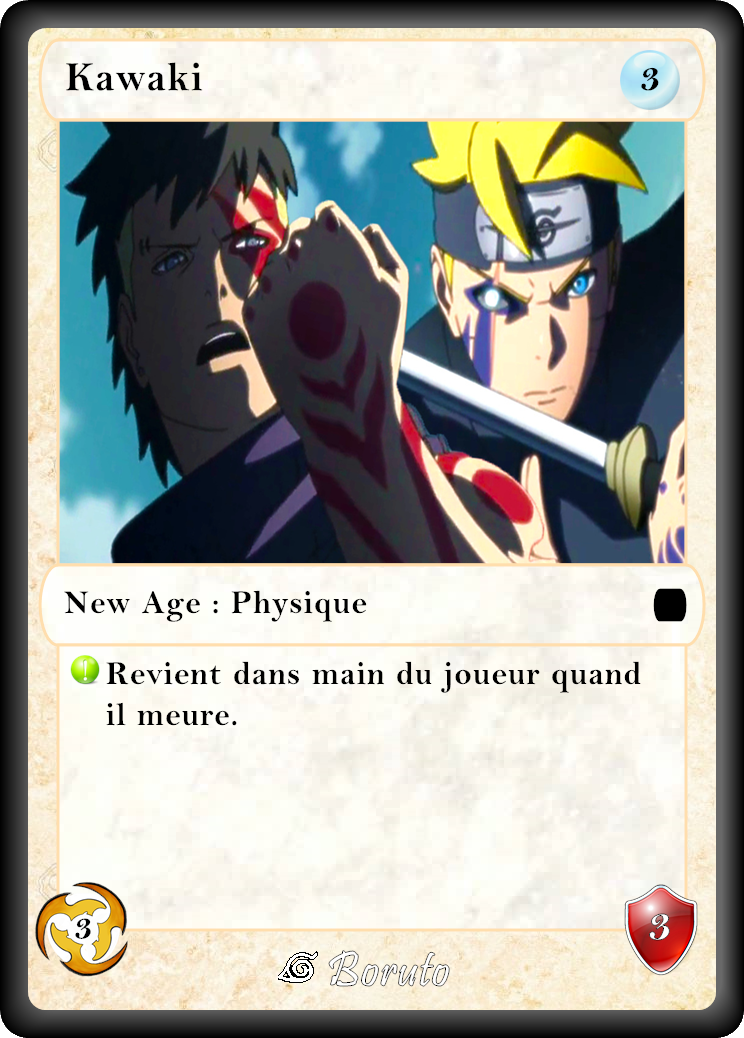 Kawaki
3
New Age : Physique
Revient dans main du joueur quand
il meure.
3
3
Boruto